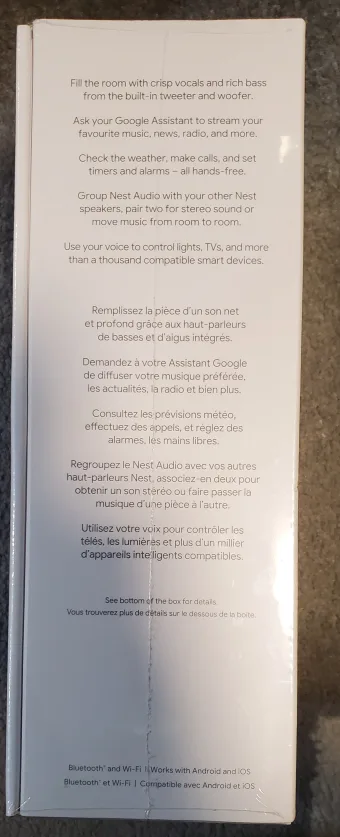 Fill the room with crisp vocals and rich bass
from the built-in tweeter and woofer.
Ask your Google Assistant to stream your
favourite music, news, radio, and more.
Check the weather, make calls, and set
timers and alarms – all hands-free.
Group Nest Audio with your other Nest
speakers, pair two for stereo sound or
move music from room to room.
Use your voice to control lights, TVs, and more
than a thousand compatible smart devices.
Remplissez la pièce d'un son net
et profond grâce aux haut-parleurs
de basses et d'aigus intégrés.
Demandez à votre Assistant Google
de diffuser votre musique préférée,
les actualités, la radio et bien plus.
Consultez les prévisions météo,
effectuez des appels, et réglez des
alarmes, les mains libres.
Regroupez le Nest Audio avec vos autres
haut-parleurs Nest, associez-en deux pour
obtenir un son stéréo ou faire passer la
musique d'une pièce à l'autre.
Utilisez votre voix pour contrôler les
télés, les lumières et plus d'un millier
d'appareils intelligents compatibles.
See bottom of the box for details.
Vous trouverez plus de détails sur le dessous de la boîte.
Bluetooth® and Wi-Fi | Works with Android and iOS
Bluetooth® et Wi-Fi | Compatible avec Android et iOS